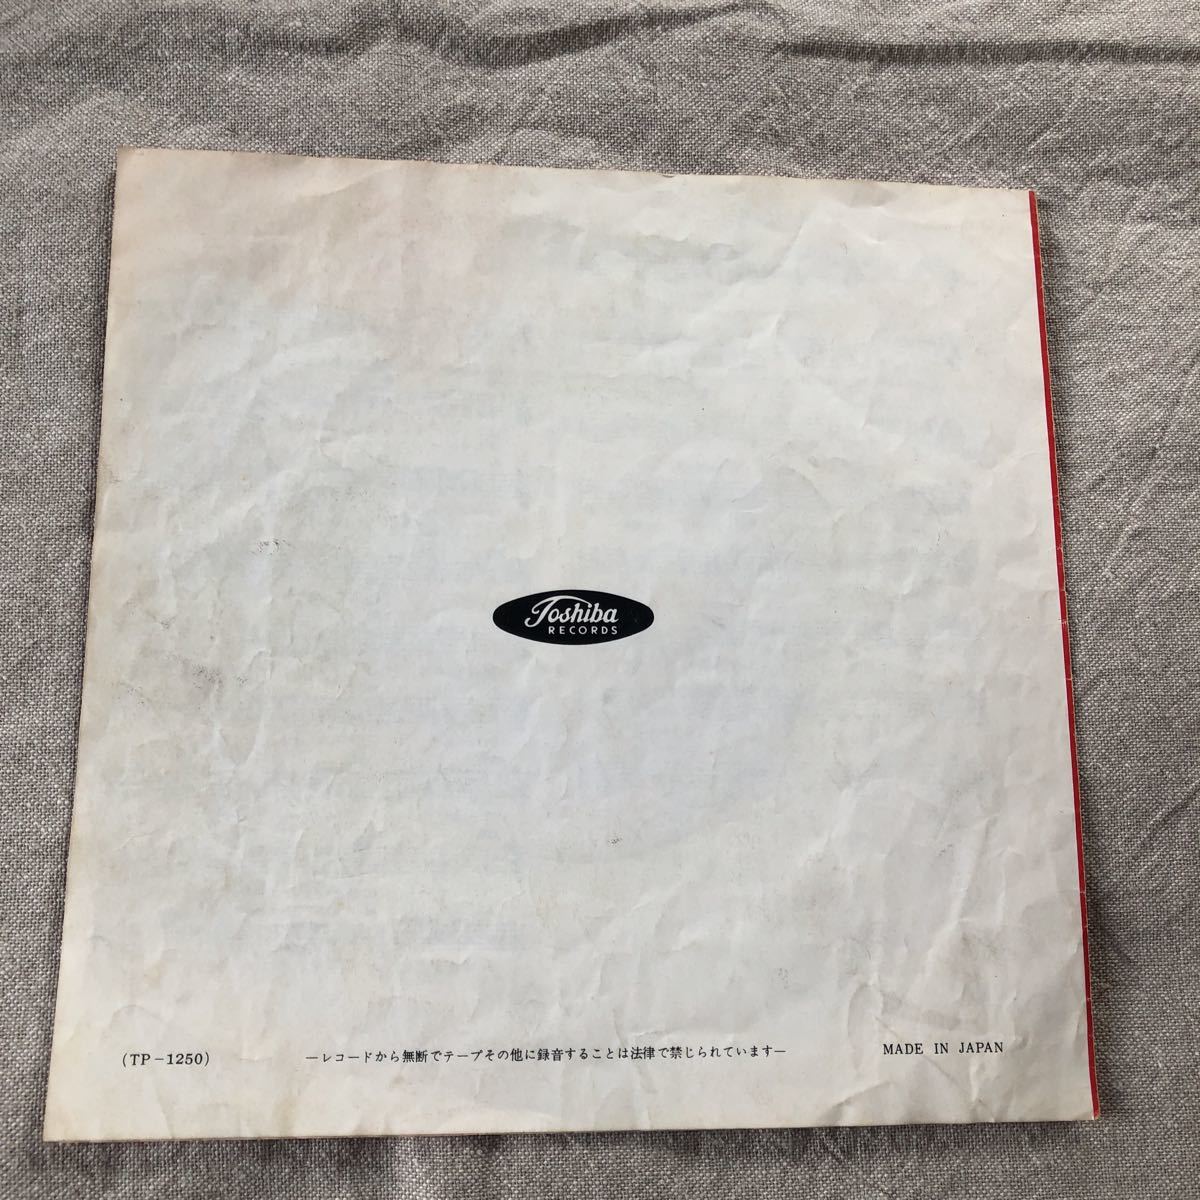 Toshiba
RECORDS
(TP-1250)
—レコードから無断でテープその他に録音することは法律で禁じられています—
MADE IN JAPAN